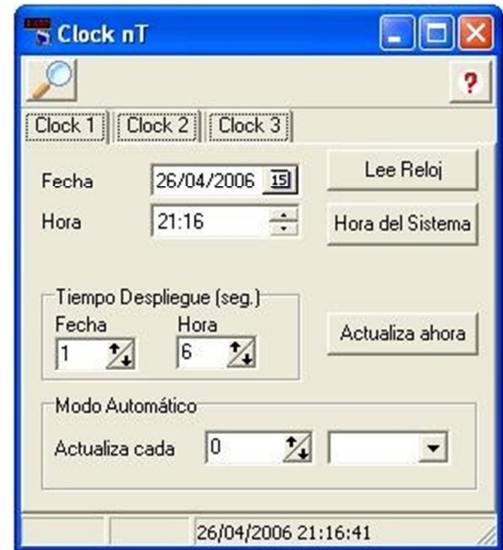 Clock nT
?
Clock 1 Clock 2 Clock 3
Fecha 26/04/2006 15 Lee Reloj
Hora 21:16 Hora del Sistema
Tiempo Despliegue (seg.)
Fecha Hora
1 6 Actualiza ahora
Modo Automático
Actualiza cada 0
26/04/2006 21:16:41